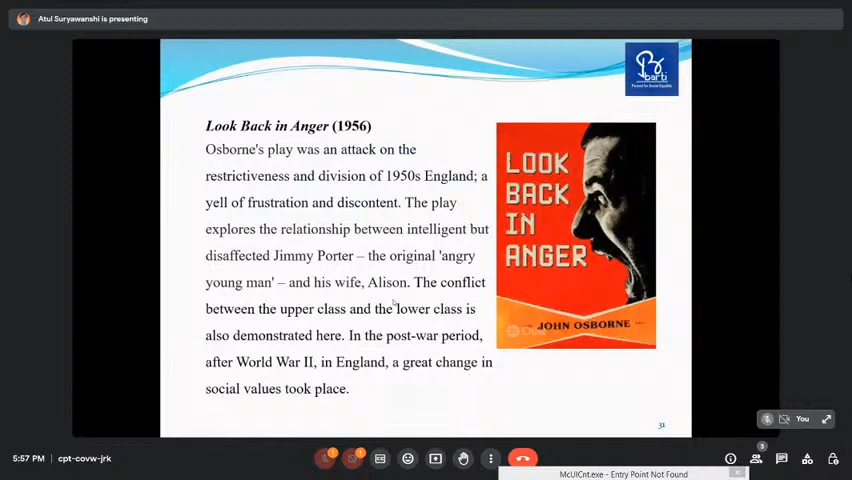 Atul Suryawanshi is presenting
barti
Look Back in Anger (1956)
Osborne's play was an attack on the
restrictiveness and division of 1950s England; a
yell of frustration and discontent. The play
explores the relationship between intelligent but
disaffected Jimmy Porter – the original 'angry
young man' – and his wife, Alison. The conflict
between the upper class and the lower class is
also demonstrated here. In the post-war period,
after World War II, in England, a great change in
social values took place.
LOOK
BACK
IN
ANGER
JOHN OSBORNE
31
You
5:57 PM
cpt-covw-jrk
McUICnt.exe - Entry Point Not Found